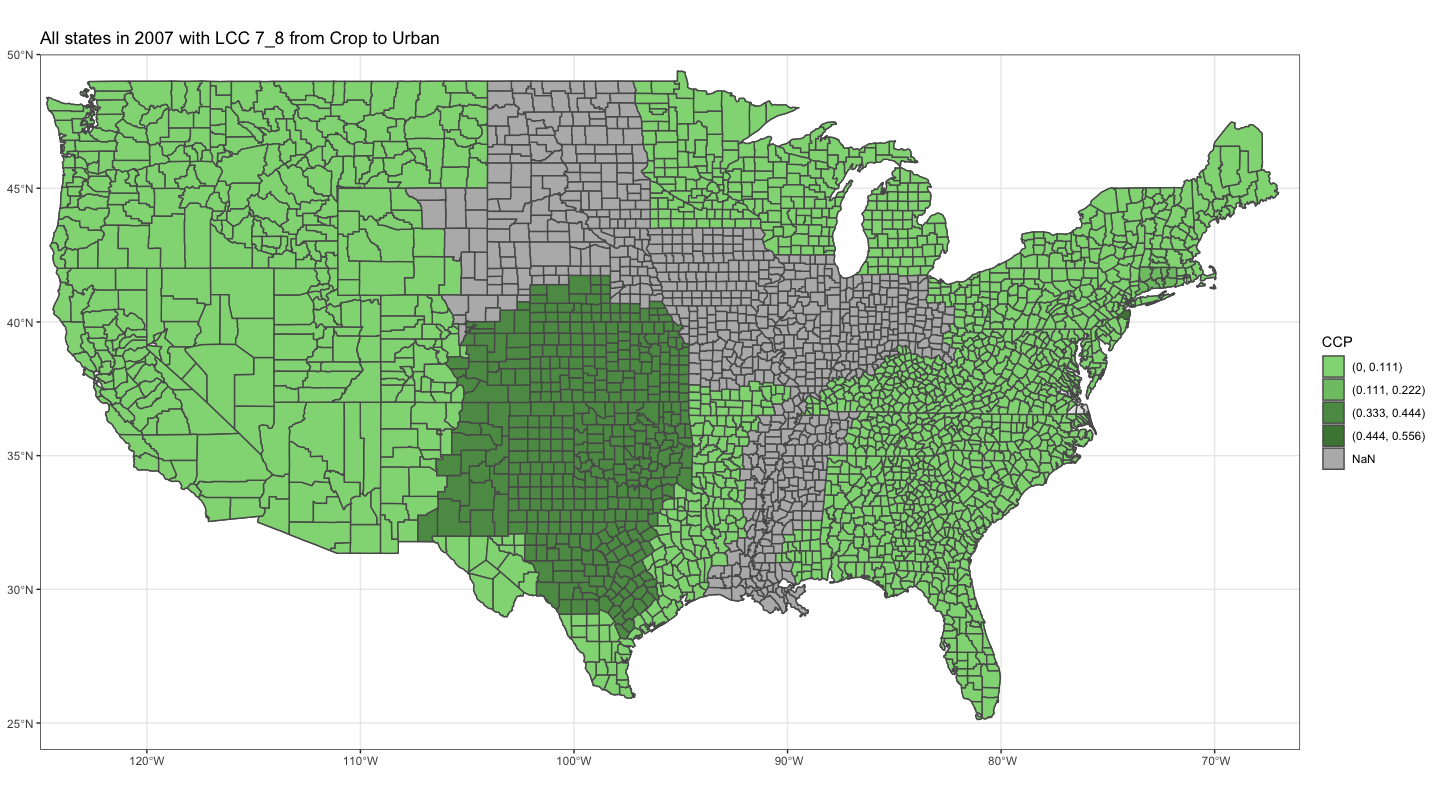 All states in 2007 with LCC 7_8 from Crop to Urban
50°N
45°N
40°N
35°N
30°N
25°N
120°W
110°W
100°W
90°W
80°W
70°W
CCP
(0, 0.111)
(0.111, 0.222)
(0.333, 0.444)
(0.444, 0.556)
NaN